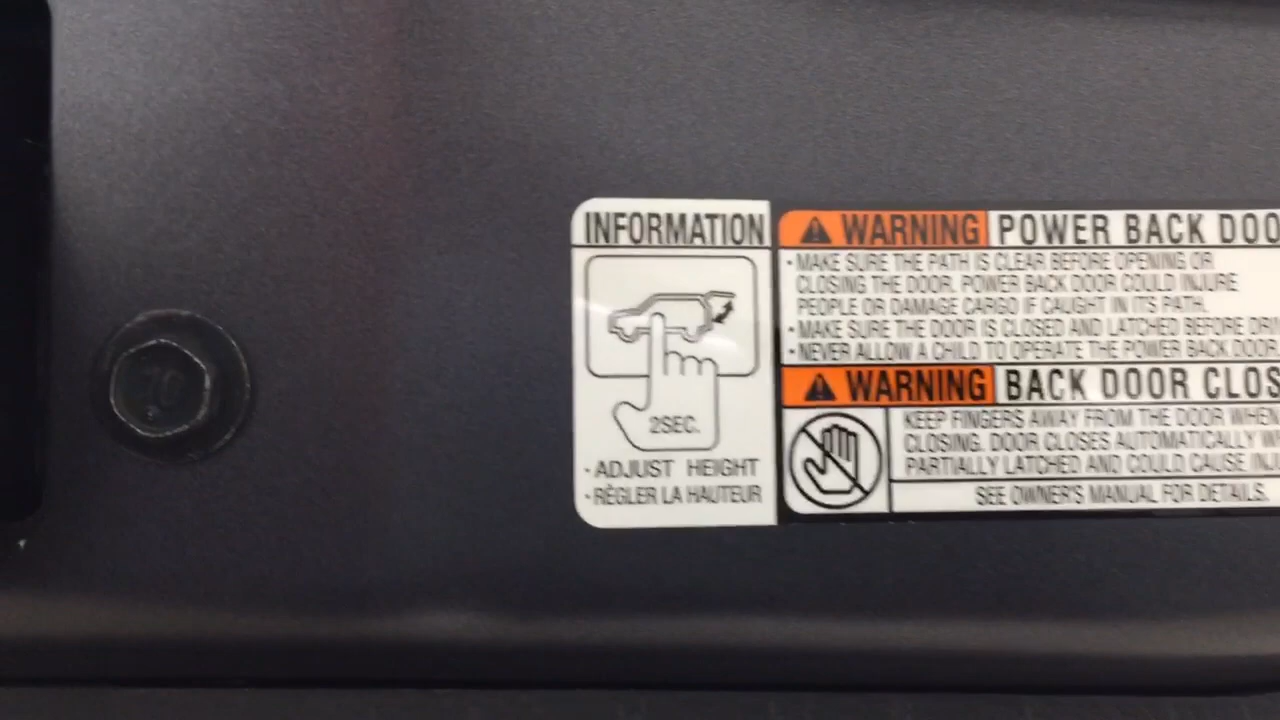 INFORMATION
2SEC.
· ADJUST HEIGHT
· RÉGLER LA HAUTEUR
WARNING POWER BACK
· MAKE SURE THE PATH IS CLEAR BEFORE OPENING OR
CLOSING THE DOOR. POWER BACK DOOR COULD INJURE
PEOPLE OR DAMAGE CARGO IF CAUGHT IN ITS PATH.
· MAKE SURE THE DOOR IS CLOSED AND LATCHED BEFORE
· NEVER ALLOW A CHILD TO OPERATE THE POWER BACK DOOR
WARNING BACK DOOR
KEEP FINGERS AWAY FROM THE DOOR WHEN
CLOSING. DOOR CLOSES AUTOMATICALLY
PARTIALLY LATCHED AND COULD CAUSE
SEE OWNER'S MANUAL FOR DETAILS.